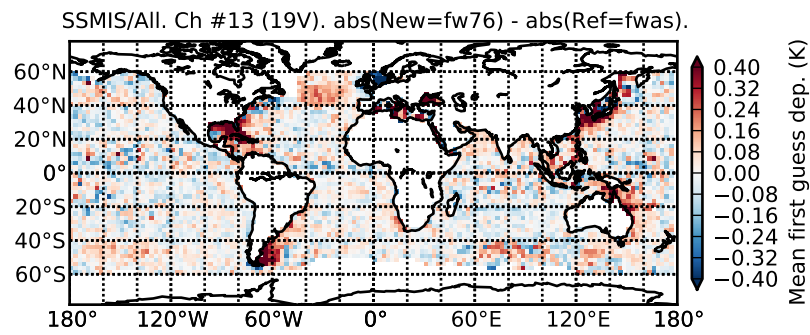 SSMIS/All. Ch #13 (19V). abs(New=fw76) - abs(Ref=fwas).
60°N
40°N
20°N
0°
20°S
40°S
60°S
180° 120°W 60°W 0° 60°E 120°E 180°
0.40
0.32
0.24
0.16
0.08
0.00
−0.08
−0.16
−0.24
−0.32
−0.40
Mean first guess dep. (K)